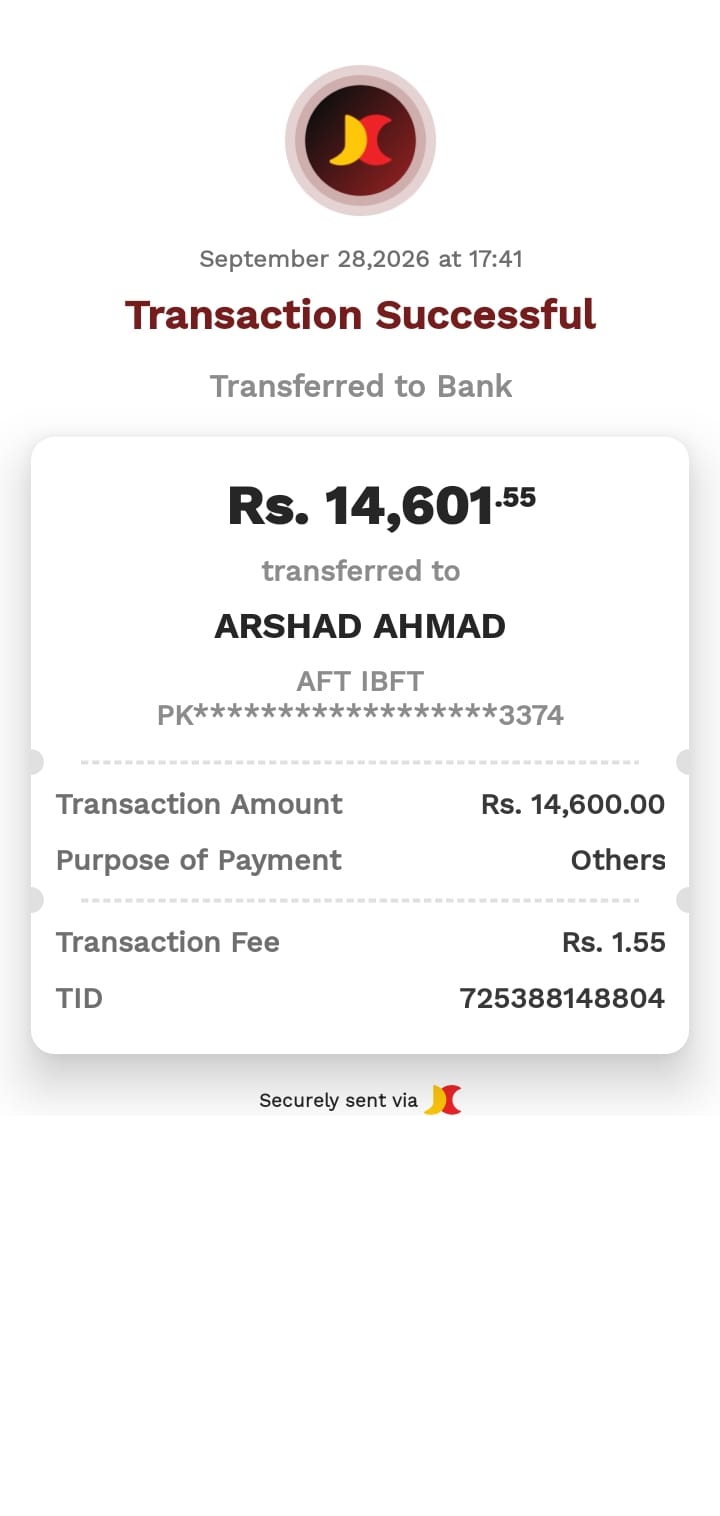 September 28,2026 at 17:41
Transaction Successful
Transferred to Bank
Rs. 14,601.55
transferred to
ARSHAD AHMAD
AFT IBFT
PK******************3374
Transaction Amount Rs. 14,600.00
Purpose of Payment Others
Transaction Fee Rs. 1.55
TID 725388148804
Securely sent via